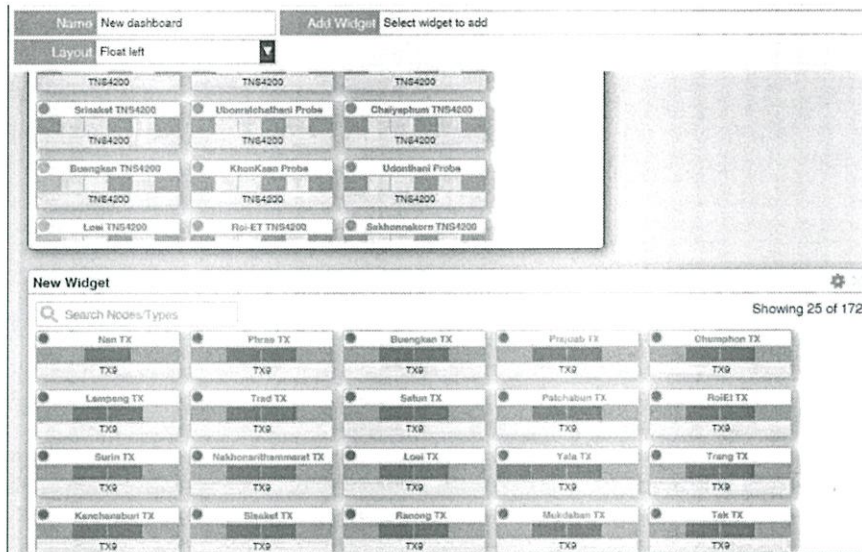 Name New dashboard Add Widget Select widget to add
Layout Float left
TNS4200 TNS4200 TNS4200
Srisaket TNS4200 Ubonratchathani Probe Chaiyaphum TNS4200
TNS4200 TNS4200 TNS4200
Buengkan TNS4200 KhonKaen Probe Udonthani Probe
TNS4200 TNS4200 TNS4200
Loei TNS4200 Roi-ET TNS4200 Sakhonnakorn TNS4200
New Widget
Search Nodes/Types Showing 25 of 172
Nan TX Phrae TX Buengkan TX Prajuab TX Chumphon TX
TX9 TX9 TX9 TX9 TX9
Lampang TX Trad TX Satun TX Patchabun TX RoiEt TX
TX9 TX9 TX9 TX9 TX9
Surin TX Nakhonsrithammarat TX Loei TX Yala TX Trang TX
TX9 TX9 TX9 TX9 TX9
Kanchanaburi TX Sisaket TX Ranong TX Mukdahan TX Tak TX
TX9 TX9 TX9 TX9 TX9